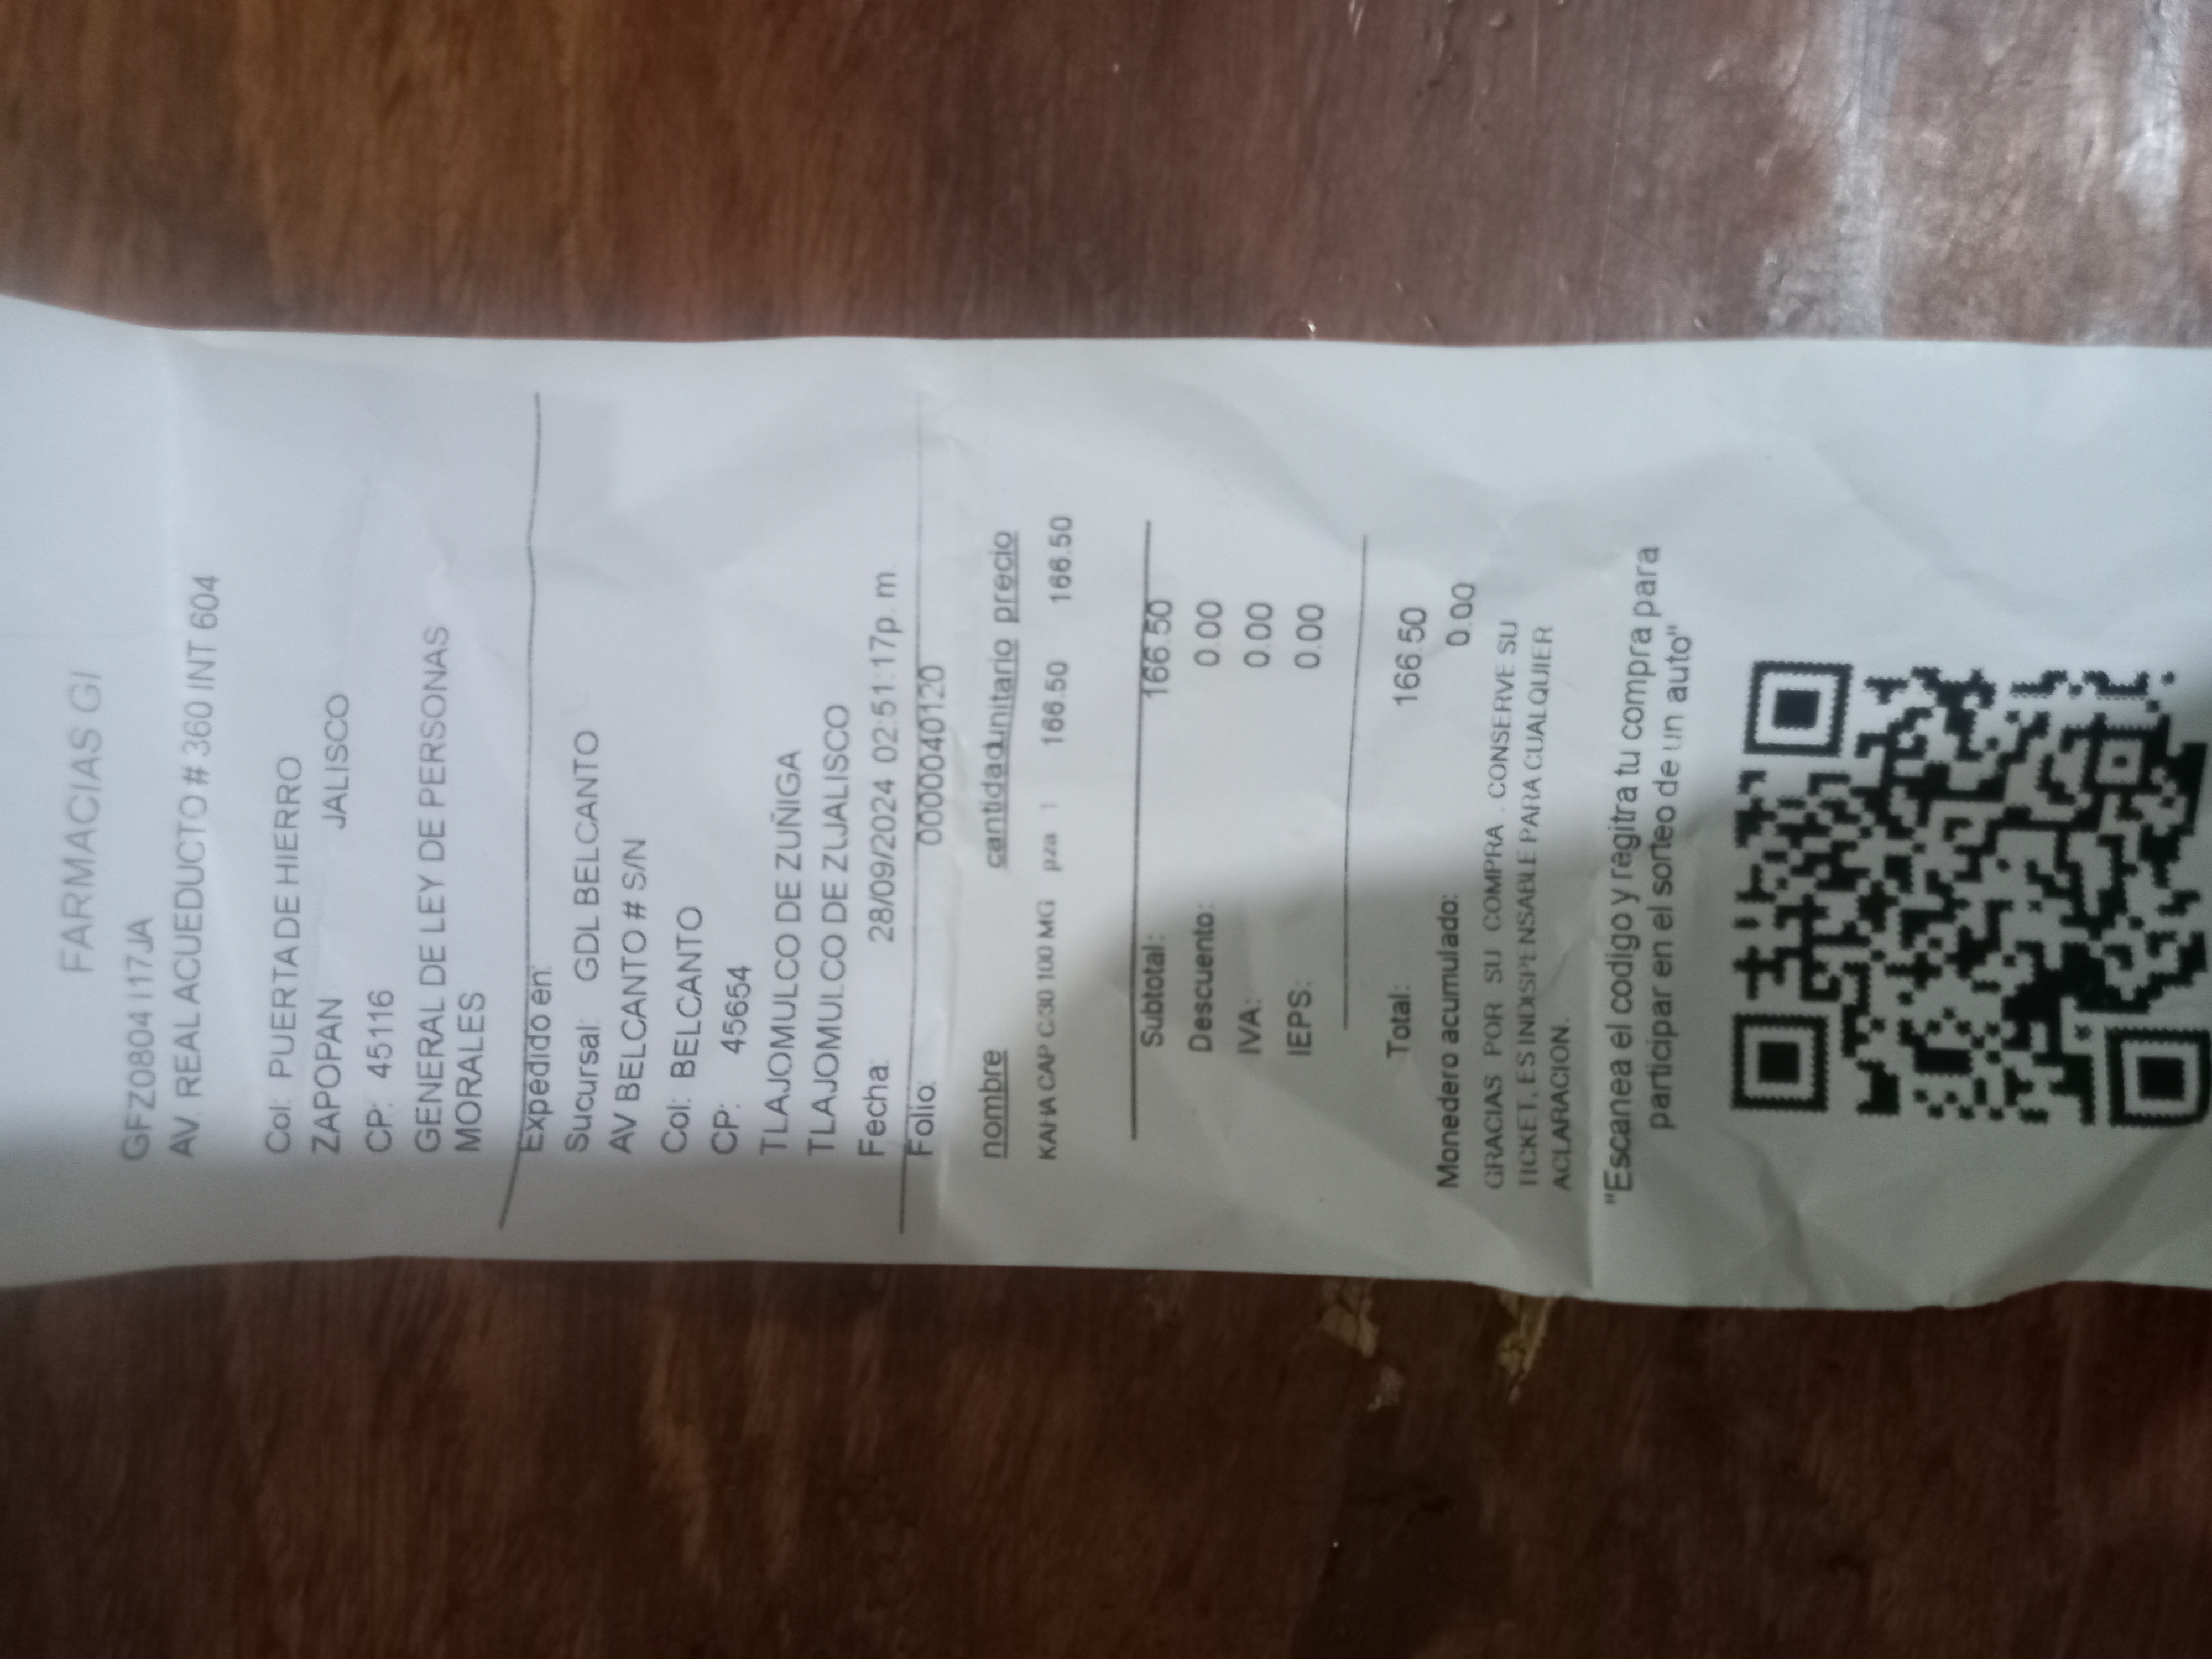 FARMACIAS GI
GFZ0804I17JA
AV. REAL ACUEDUCTO # 360 INT 604
Col: PUERTA DE HIERRO
ZAPOPAN JALISCO
CP: 45116
GENERAL DE LEY DE PERSONAS
MORALES
Expedido en:
Sucursal: GDL BELCANTO
AV BELCANTO # S/N
Col: BELCANTO
CP: 45654
TLAJOMULCO DE ZUÑIGA
TLAJOMULCO DE ZUJALISCO
Fecha: 28/09/2024 02:51:17p. m.
Folio: 0000040120
nombre cantidadunitario precio
KAHA CAP C/30 100 MG pza 1 166.50 166.50
Subtotal: 166.50
Descuento: 0.00
IVA: 0.00
IEPS: 0.00
Total: 166.50
Monedero acumulado: 0.00
GRACIAS POR SU COMPRA . CONSERVE SU
TICKET, ES INDISPENSABLE PARA CUALQUIER
ACLARACION.
"Escanea el codigo y regitra tu compra para
participar en el sorteo de un auto"